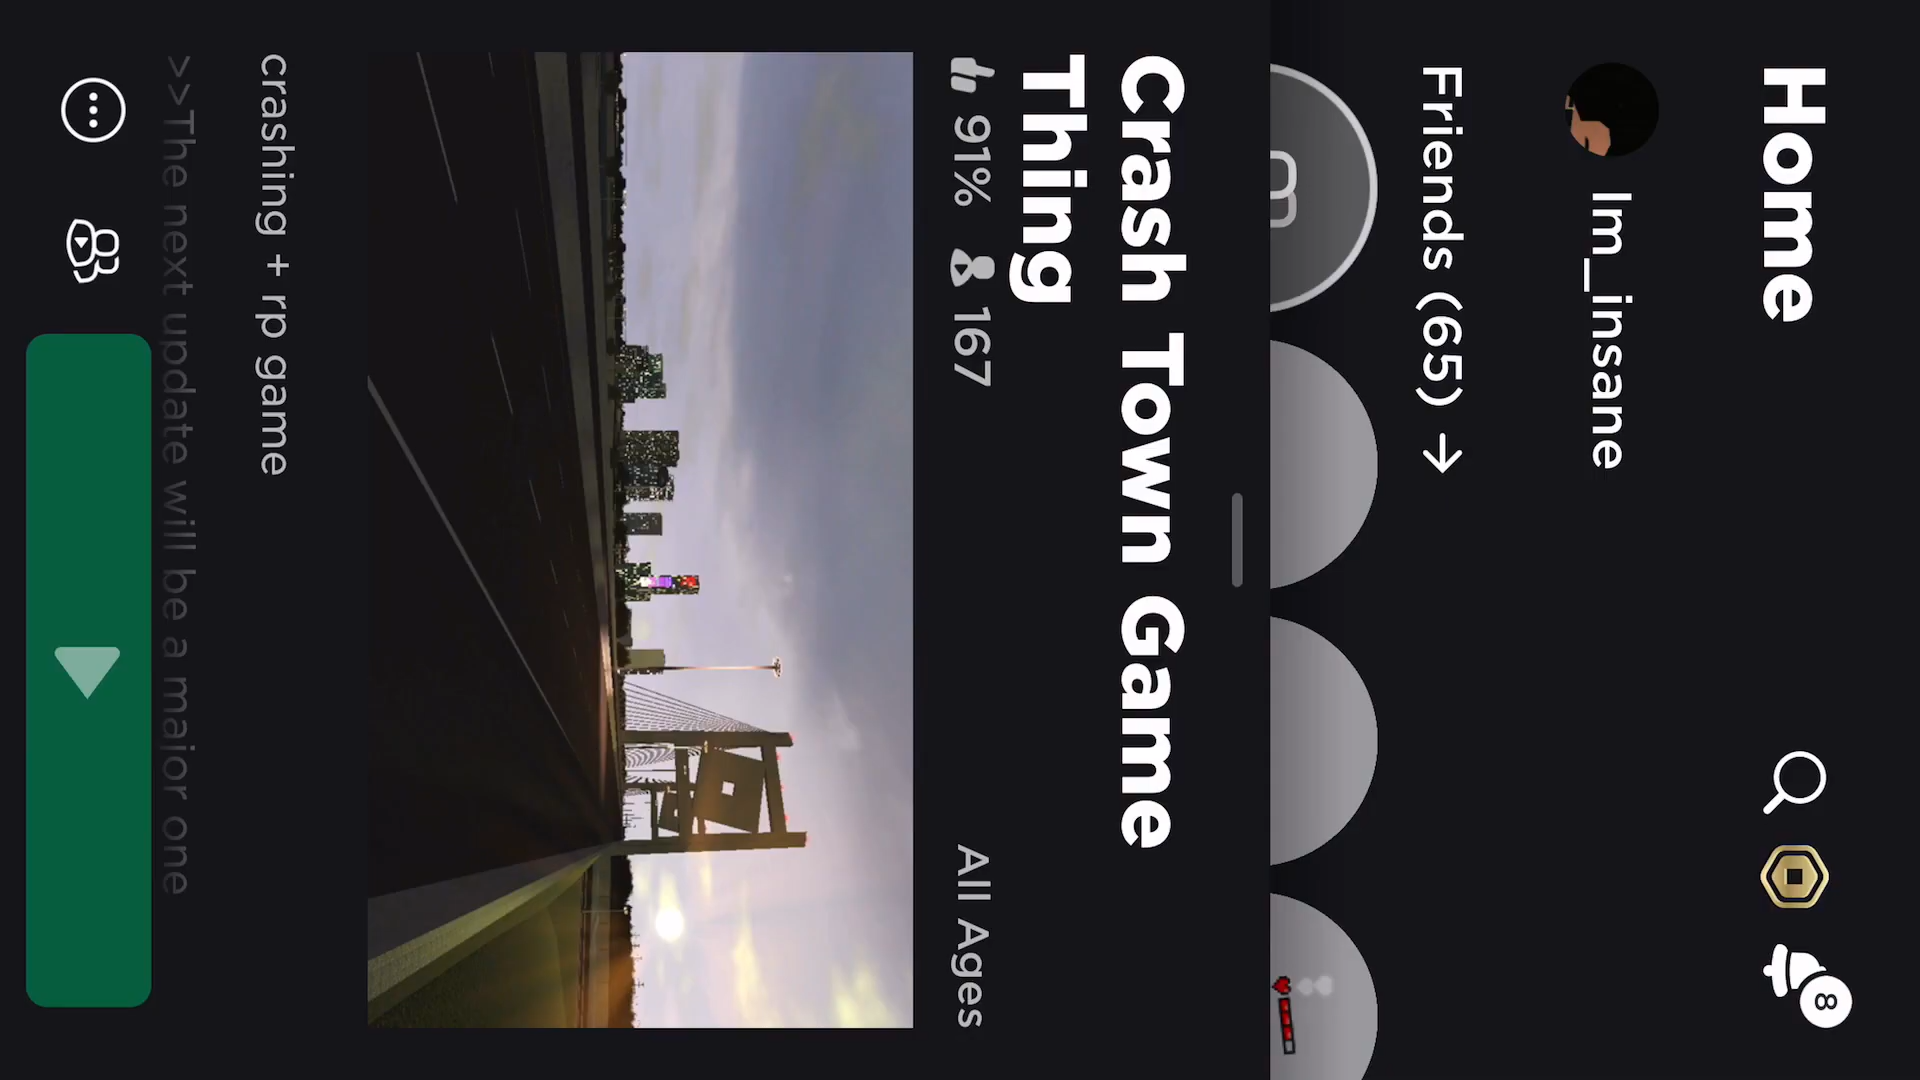 Home
8
Im_insane
Friends (65) →
Crash Town Game
Thing
91% 167 All Ages
crashing + rp game
>>The next update will be a major one